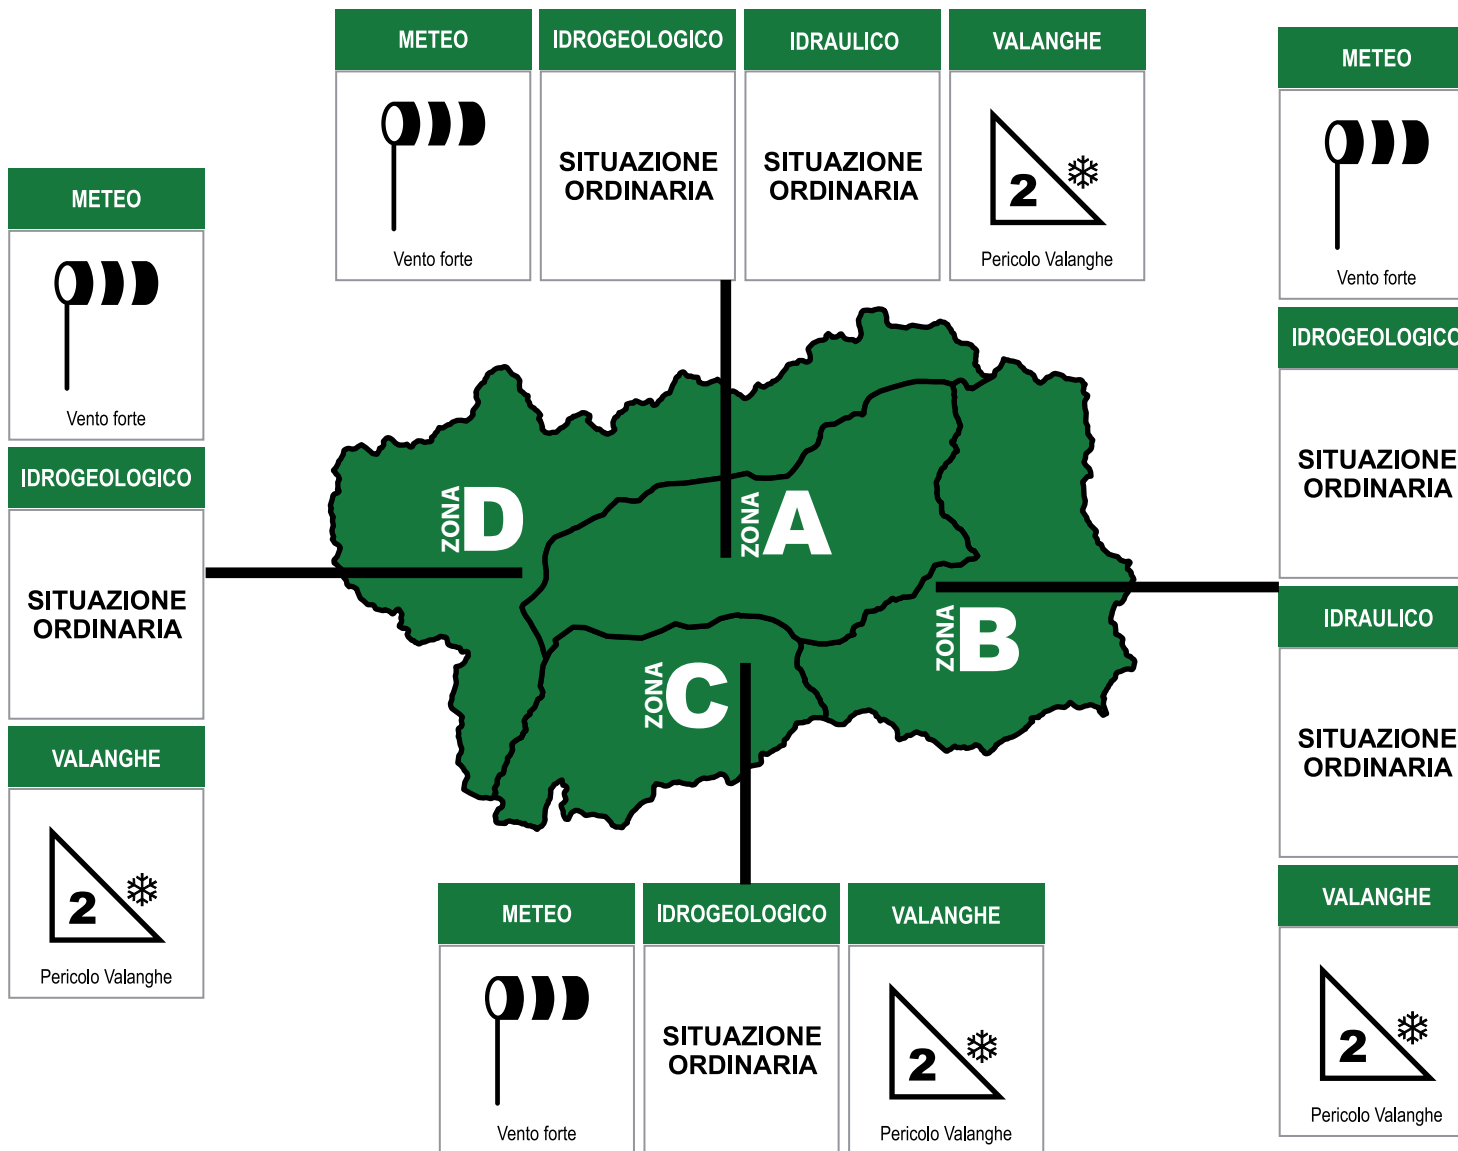 METEO
IDROGEOLOGICO
IDRAULICO
VALANGHE
Vento forte
SITUAZIONE
ORDINARIA
SITUAZIONE
ORDINARIA
2
Pericolo Valanghe
METEO
Vento forte
IDROGEOLOGICO
SITUAZIONE
ORDINARIA
VALANGHE
2
Pericolo Valanghe
ZONA D
ZONA A
ZONA B
ZONA C
METEO
Vento forte
IDROGEOLOGICO
SITUAZIONE
ORDINARIA
IDRAULICO
SITUAZIONE
ORDINARIA
VALANGHE
2
Pericolo Valanghe
METEO
IDROGEOLOGICO
VALANGHE
Vento forte
SITUAZIONE
ORDINARIA
2
Pericolo Valanghe